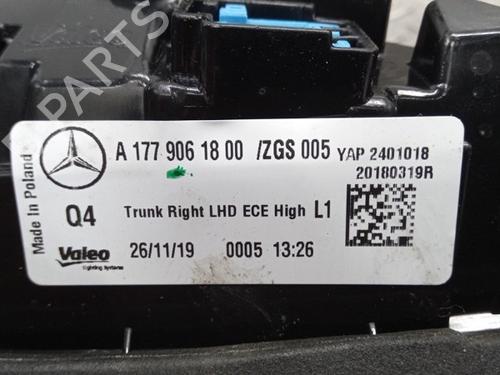 A 177 906 18 00 /ZGS 005 YAP 2401018
20180319R
Made In Poland
Q4 Trunk Right LHD ECE High L1
Valeo
lighting systems
26/11/19 0005 13:26
PARTS